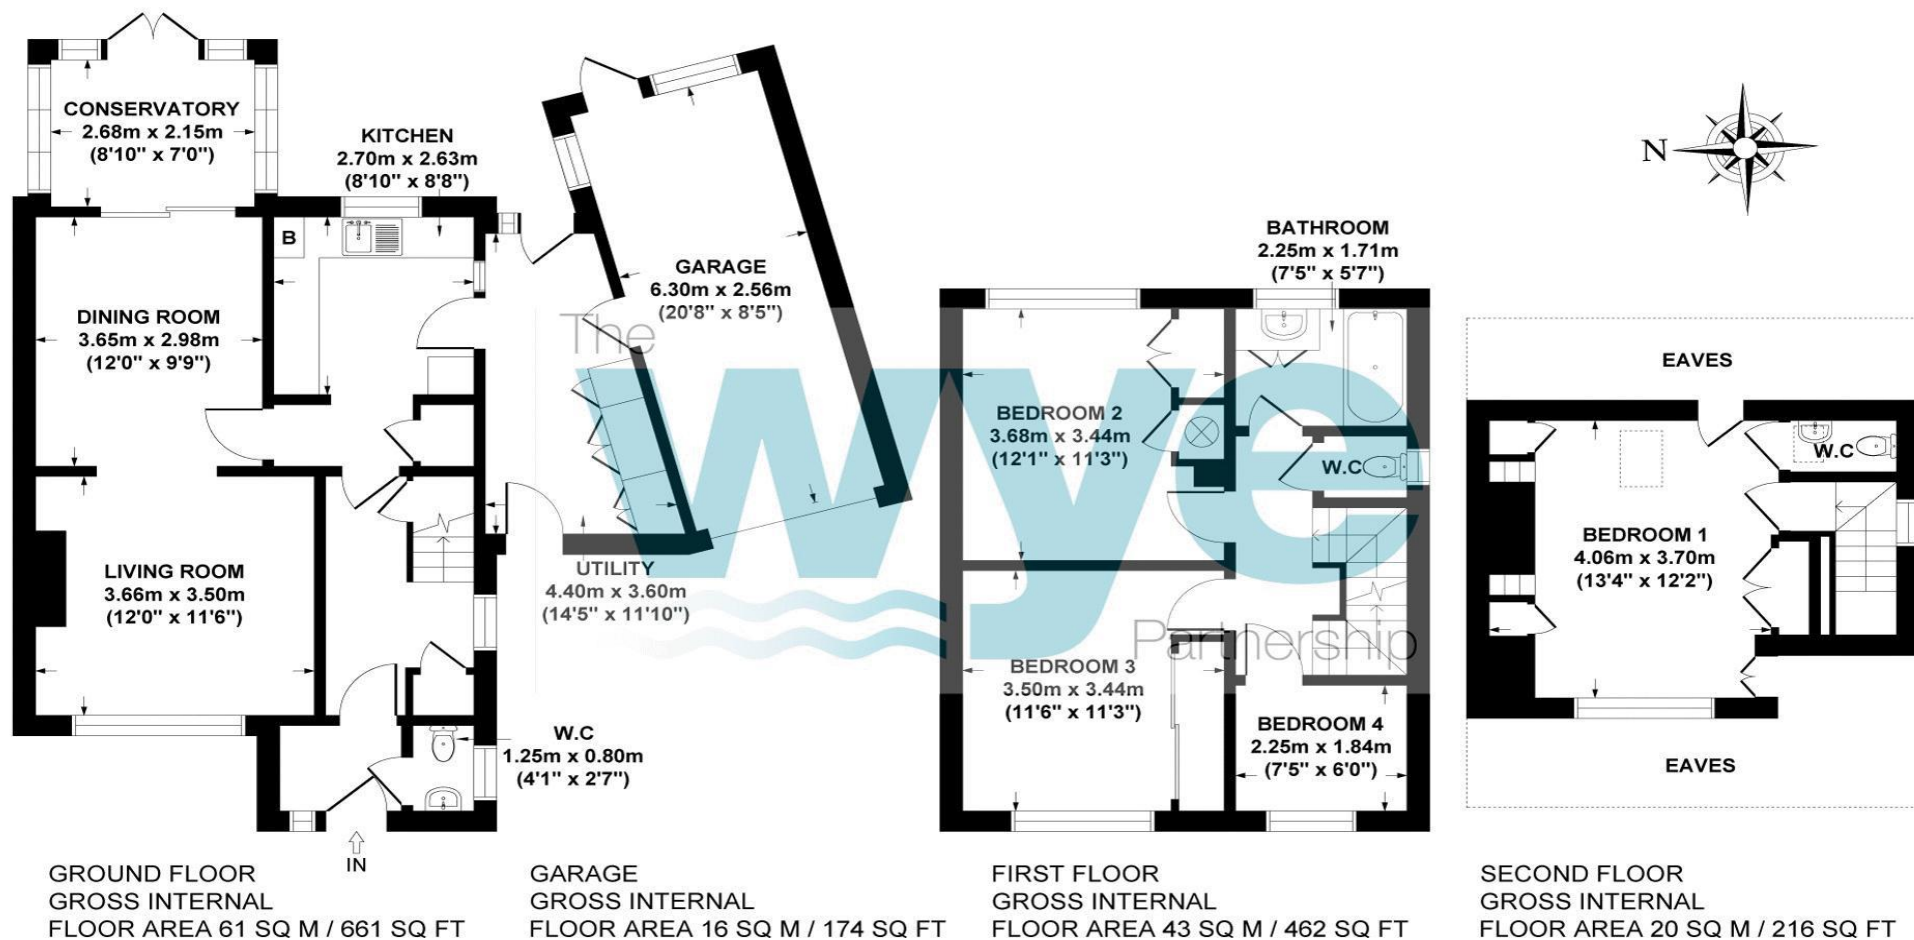 CONSERVATORY
2.68m x 2.15m
(8'10" x 7'0")
KITCHEN
2.70m x 2.63m
(8'10" x 8'8")
B
DINING ROOM
3.65m x 2.98m
(12'0" x 9'9")
LIVING ROOM
3.66m x 3.50m
(12'0" x 11'6")
GARAGE
6.30m x 2.56m
(20'8" x 8'5")
UTILITY
4.40m x 3.60m
(14'5" x 11'10")
W.C
1.25m x 0.80m
(4'1" x 2'7")
IN
The
wye
Partnership
BATHROOM
2.25m x 1.71m
(7'5" x 5'7")
BEDROOM 2
3.68m x 3.44m
(12'1" x 11'3")
W.C
BEDROOM 3
3.50m x 3.44m
(11'6" x 11'3")
BEDROOM 4
2.25m x 1.84m
(7'5" x 6'0")
N
EAVES
W.C
BEDROOM 1
4.06m x 3.70m
(13'4" x 12'2")
EAVES
GROUND FLOOR
GROSS INTERNAL
FLOOR AREA 61 SQ M / 661 SQ FT
GARAGE
GROSS INTERNAL
FLOOR AREA 16 SQ M / 174 SQ FT
FIRST FLOOR
GROSS INTERNAL
FLOOR AREA 43 SQ M / 462 SQ FT
SECOND FLOOR
GROSS INTERNAL
FLOOR AREA 20 SQ M / 216 SQ FT